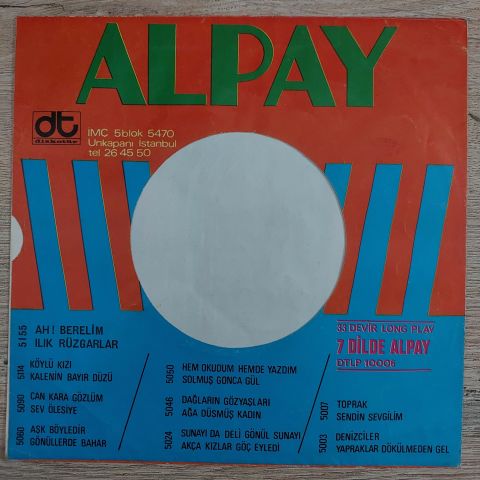 ALPAY
dt
diskotür
IMC 5blok 5470
Unkapanı İstanbul
tel 26 45 50
5155 AH! BERELİM
ILIK RÜZGARLAR
5114 KÖYLÜ KIZI
KALENİN BAYIR DÜZÜ
5090 CAN KARA GÖZLÜM
SEV ÖLESİYE
5060 AŞK BÖYLEDİR
GÖNÜLLERDE BAHAR
5050 HEM OKUDUM HEMDE YAZDIM
SOLMUŞ GONCA GÜL
5046 DAĞLARIN GÖZYAŞLARI
AĞA DÜSMÜŞ KADIN
5024 SUNAYI DA DELİ GÖNÜL SUNAYI
AKÇA KIZLAR GÖÇ EYLEDİ
33 DEVİR LONG PLAY
7 DİLDE ALPAY
DTLP 10006
5007 TOPRAK
SENDİN SEVGİLİM
5003 DENİZCİLER
YAPRAKLAR DÖKÜLMEDEN GEL